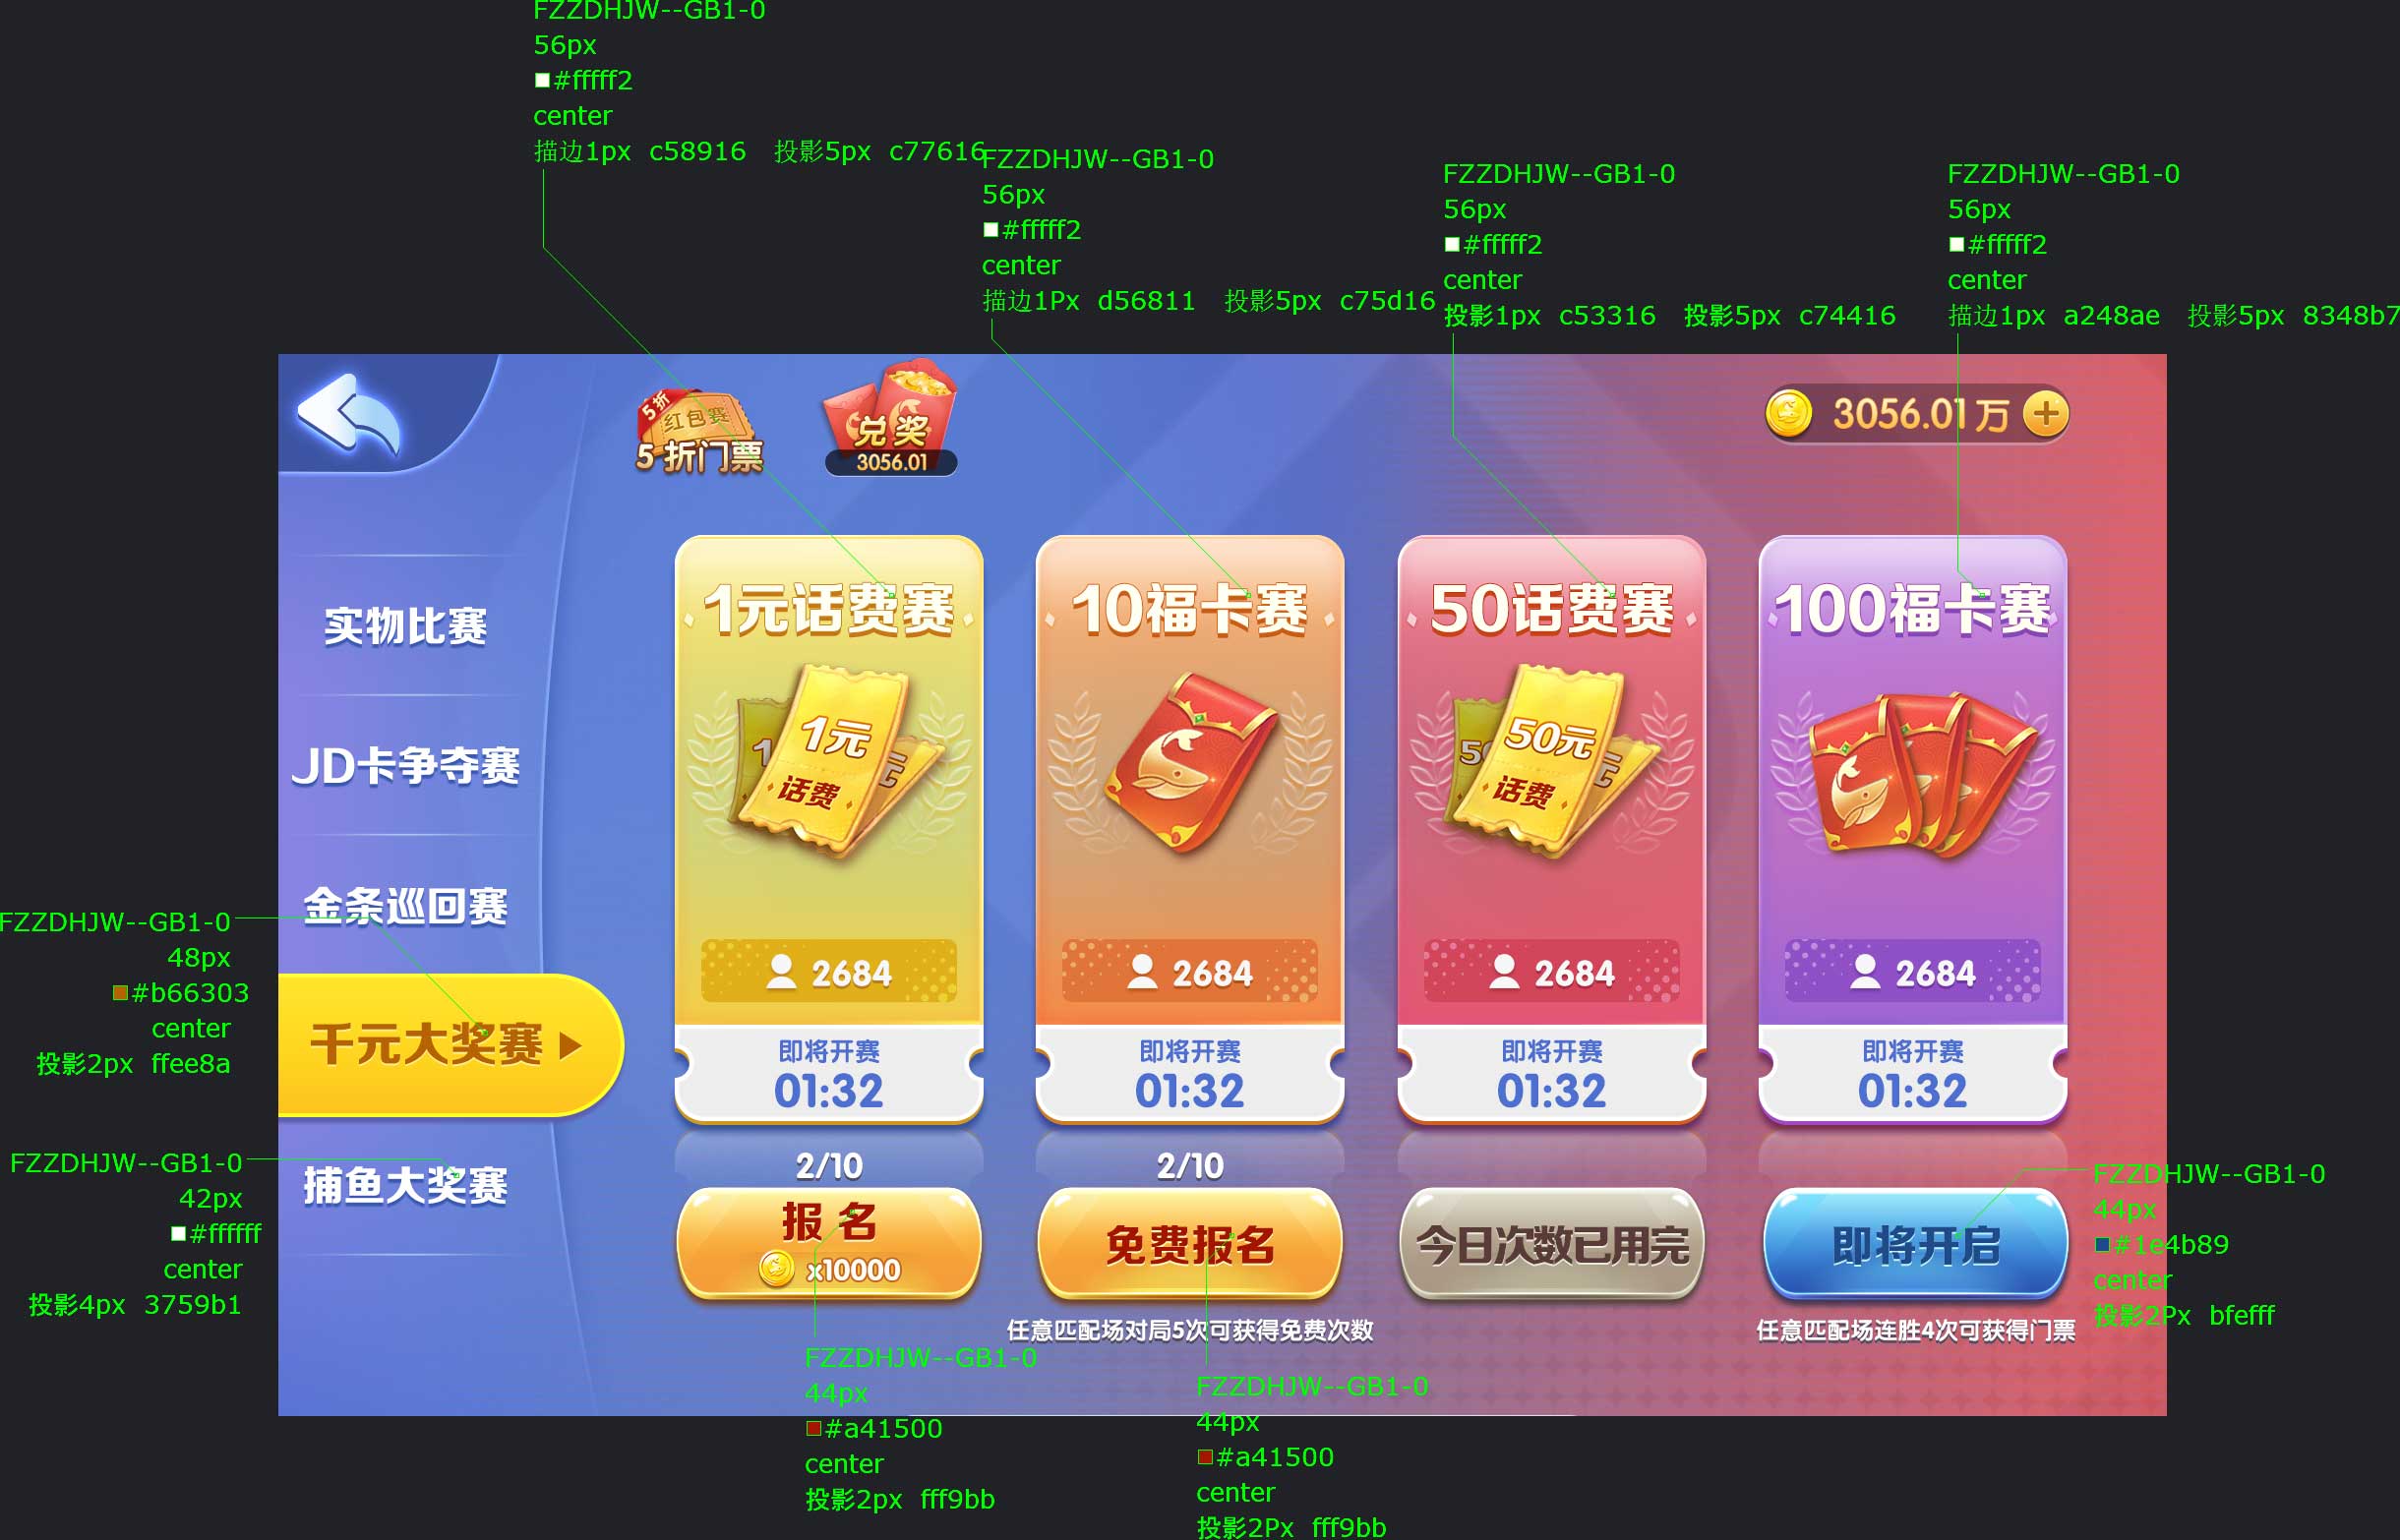 FZZDHJW--GB1-0
56px
#fffff2
center
描边1px c58916 投影5px c77616
FZZDHJW--GB1-0
56px
#fffff2
center
描边1Px d56811 投影5px c75d16
FZZDHJW--GB1-0
56px
#fffff2
center
投影1px c53316 投影5px c74416
FZZDHJW--GB1-0
56px
#fffff2
center
描边1px a248ae 投影5px 8348b7
5折
红包赛
5折门票
兑奖
3056.01
3056.01万
实物比赛
JD卡争夺赛
金条巡回赛
千元大奖赛
捕鱼大奖赛
FZZDHJW--GB1-0
48px
#b66303
center
投影2px ffee8a
FZZDHJW--GB1-0
42px
#ffffff
center
投影4px 3759b1
1元话费赛
1元
话费
2684
即将开赛
01:32
2/10
报名
x10000
10福卡赛
2684
即将开赛
01:32
2/10
免费报名
任意匹配场对局5次可获得免费次数
50话费赛
50元
话费
2684
即将开赛
01:32
今日次数已用完
100福卡赛
2684
即将开赛
01:32
即将开启
任意匹配场连胜4次可获得门票
FZZDHJW--GB1-0
44px
#a41500
center
投影2px fff9bb
FZZDHJW--GB1-0
44px
#a41500
center
投影2Px fff9bb
FZZDHJW--GB1-0
44px
#1e4b89
center
投影2Px bfefff